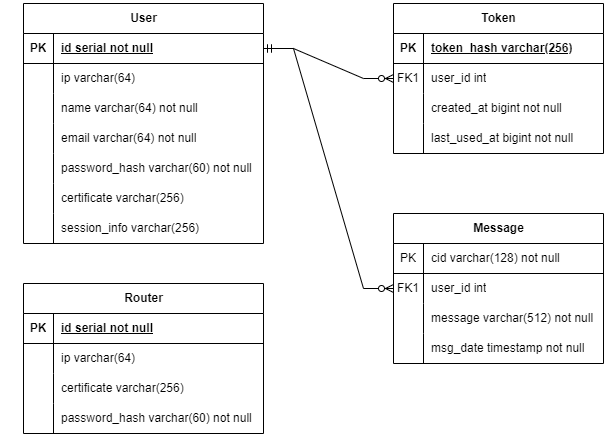 User
PK id serial not null
ip varchar(64)
name varchar(64) not null
email varchar(64) not null
password_hash varchar(60) not null
certificate varchar(256)
session_info varchar(256)
Token
PK token_hash varchar(256)
FK1 user_id int
created_at bigint not null
last_used_at bigint not null
Message
PK cid varchar(128) not null
FK1 user_id int
message varchar(512) not null
msg_date timestamp not null
Router
PK id serial not null
ip varchar(64)
certificate varchar(256)
password_hash varchar(60) not null